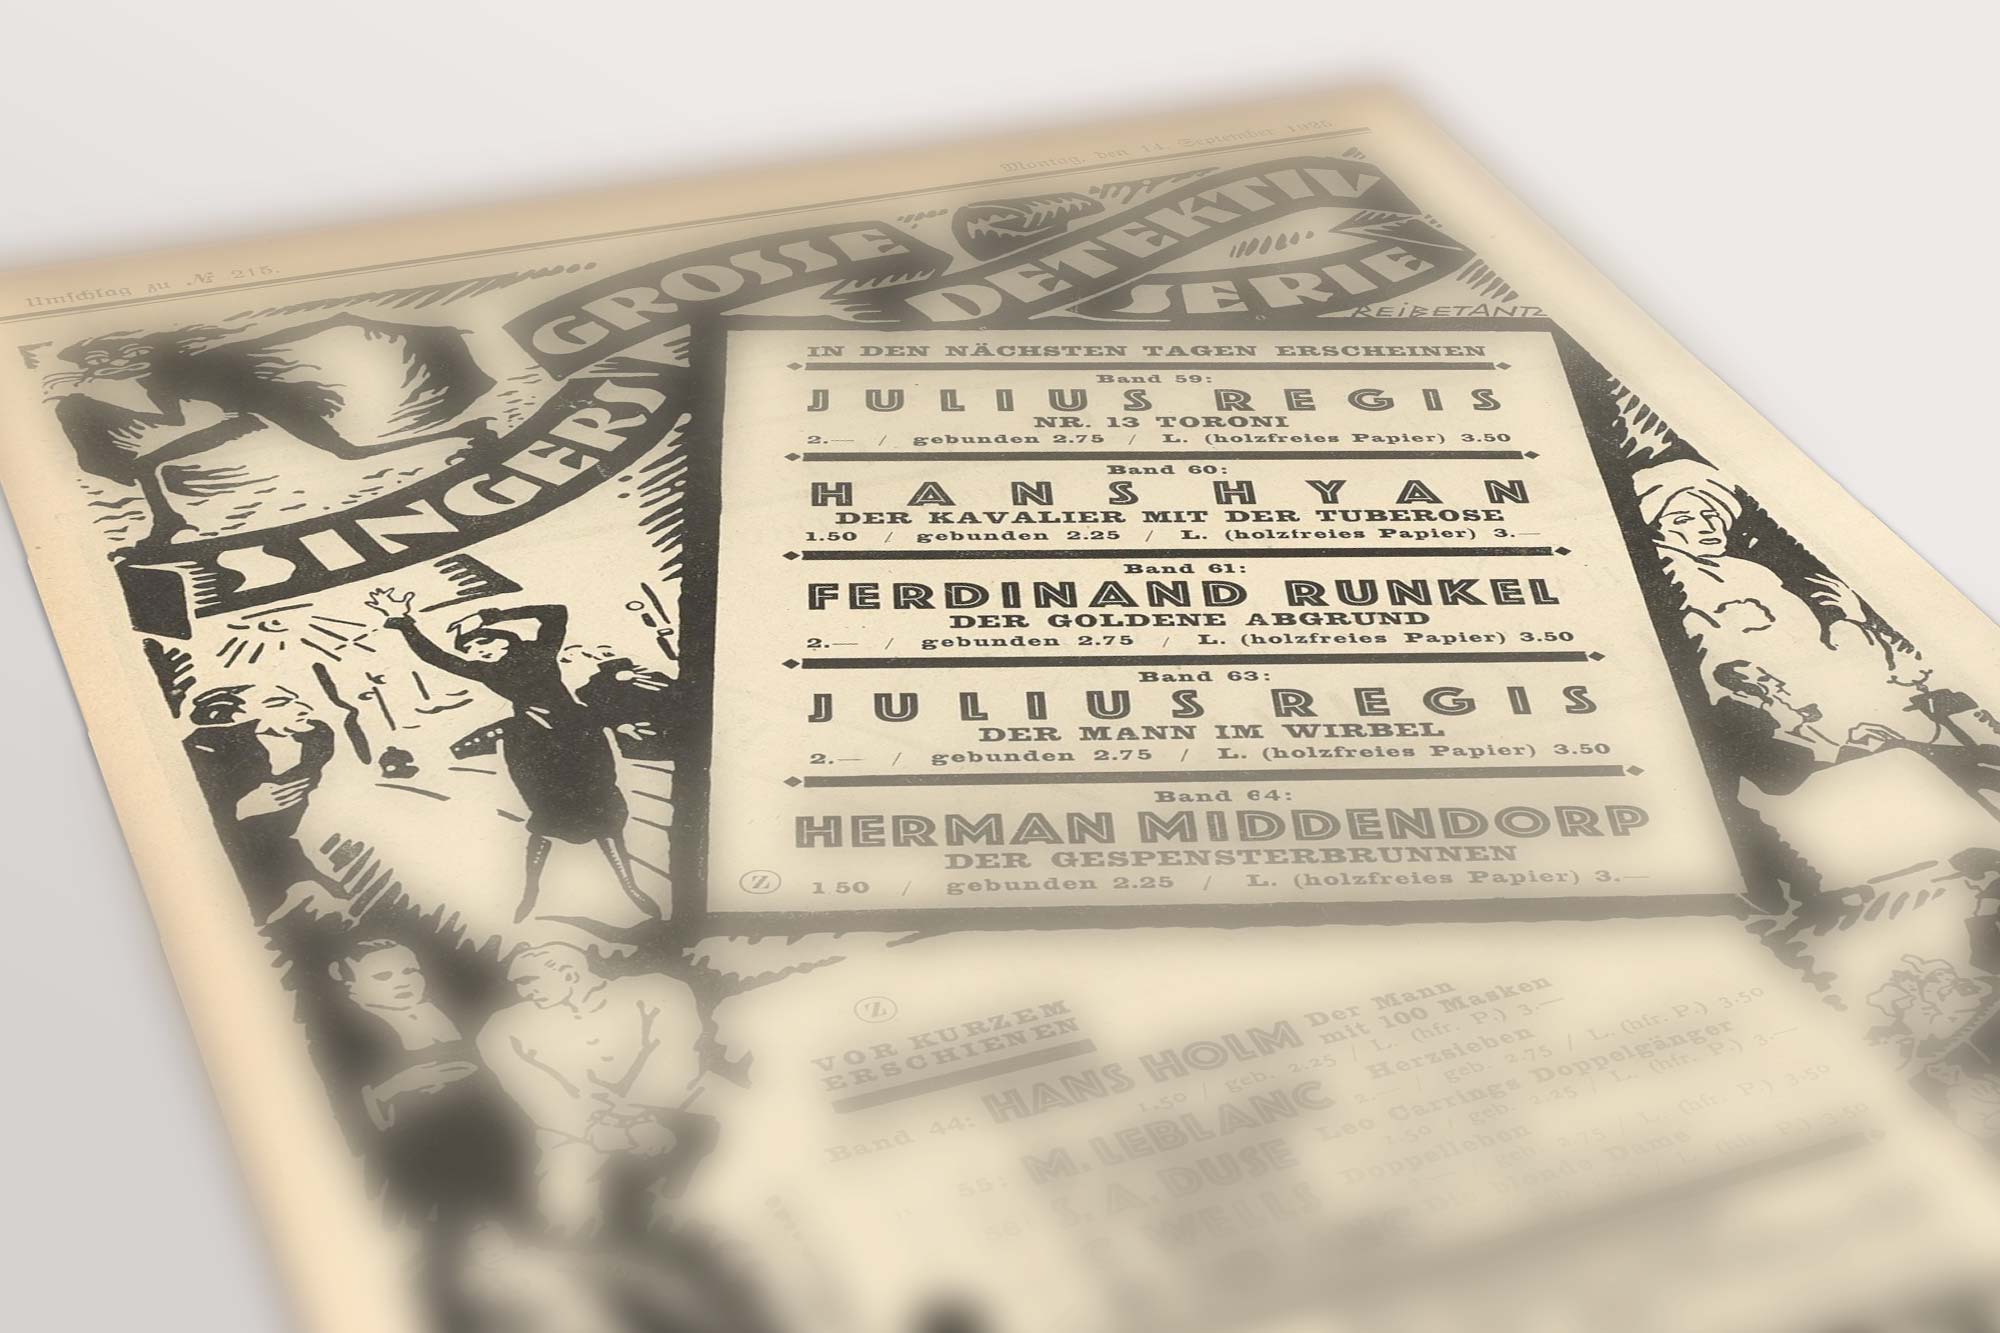 Umschlag zu № 215.
Montag, den 14. September 1925.
SINGERS
GROSSE
DETEKTIV
SERIE
REIBETANTZ
IN DEN NÄCHSTEN TAGEN ERSCHEINEN
Band 59:
JULIUS REGIS
NR. 13 TORONI
2.— / gebunden 2.75 / L. (holzfreies Papier) 3.50
Band 60:
HANS HYAN
DER KAVALIER MIT DER TUBEROSE
1.50 / gebunden 2.25 / L. (holzfreies Papier) 3.—
Band 61:
FERDINAND RUNKEL
DER GOLDENE ABGRUND
2.— / gebunden 2.75 / L. (holzfreies Papier) 3.50
Band 63:
JULIUS REGIS
DER MANN IM WIRBEL
2.— / gebunden 2.75 / L. (holzfreies Papier) 3.50
Band 64:
HERMAN MIDDENDORP
DER GESPENSTERBRUNNEN
Z 1 50 / gebunden 2.25 / L. (holzfreies Papier) 3.—
Z
VOR KURZEM
ERSCHIENEN
Band 44: HANS HOLM Der Mann
mit 100 Masken
1.50 / geb. 2.25 / L. (hfr. P.) 3.—
55: M. LEBLANC Herzsieben
2.— / geb. 2.75 / L. (hfr. P.) 3.50
S. A. DUSE Leo Carrings Doppelgänger
1.50 / geb. 2.25 / L. (hfr. P.) 3.—
WELLS Doppelleben
2.75 / L. (hfr. P.) 3.50
Die blonde Dame
L. (hfr. P.) 3.50